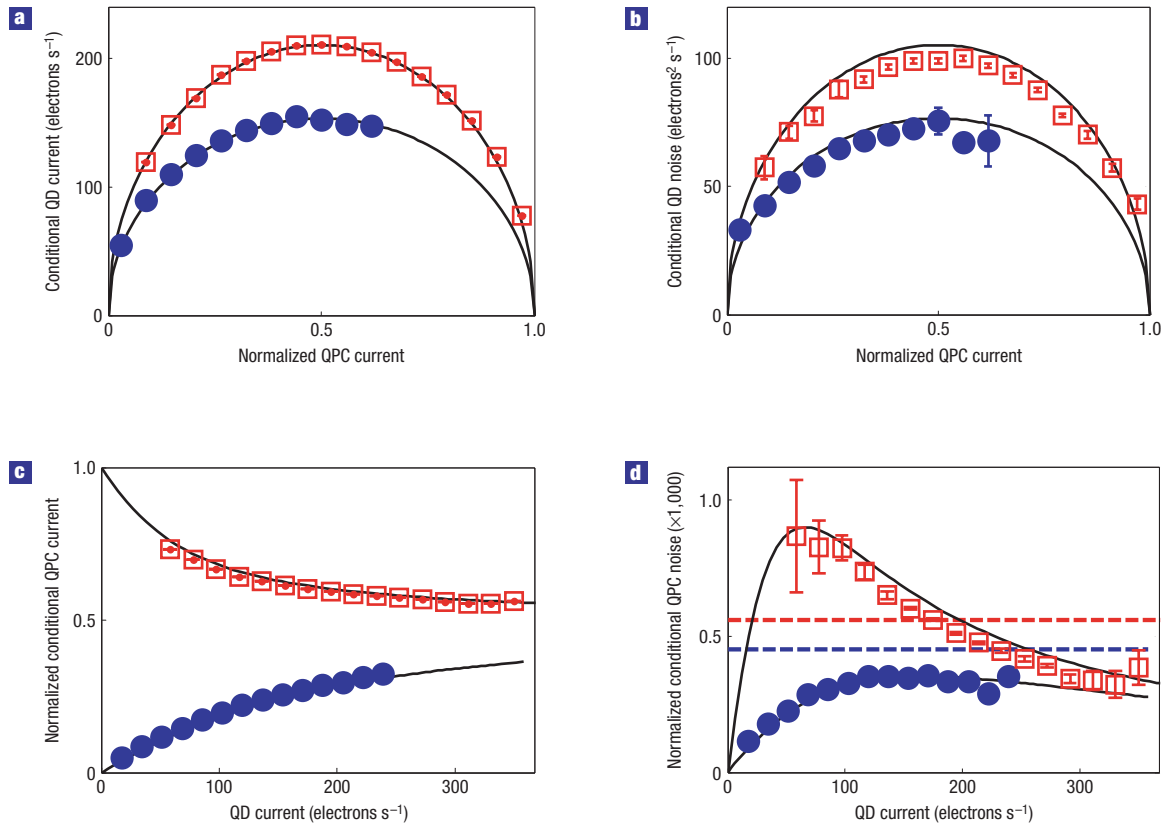 a
Conditional QD current (electrons s⁻¹)
200
100
0
0
0.5
1.0
Normalized QPC current
b
Conditional QD noise (electrons² s⁻¹)
100
50
0
0
0.5
1.0
Normalized QPC current
c
Normalized conditional QPC current
1.0
0.5
0
0
100
200
300
QD current (electrons s⁻¹)
d
Normalized conditional QPC noise (×1,000)
1.0
0.5
0
0
100
200
300
QD current (electrons s⁻¹)